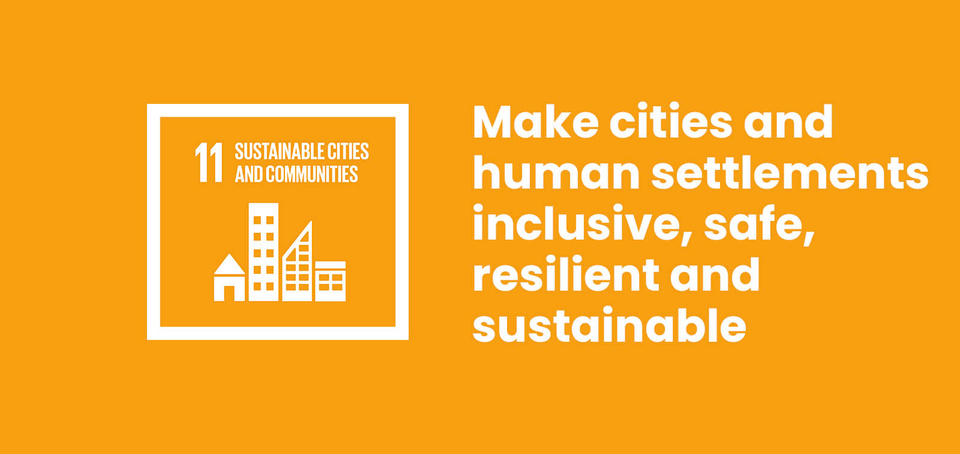 11 SUSTAINABLE CITIES
AND COMMUNITIES
Make cities and
human settlements
inclusive, safe,
resilient and
sustainable